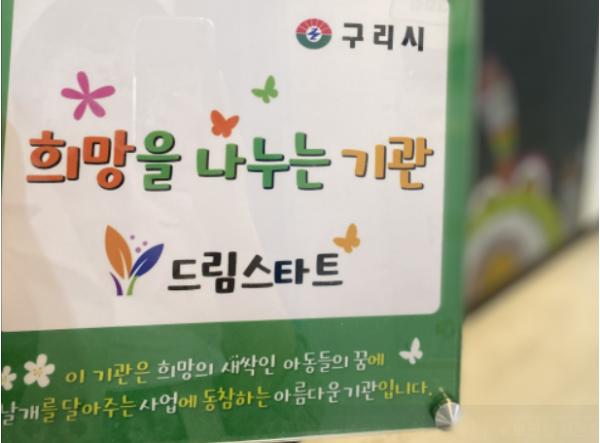 구리시
희망을 나누는 기관
드림스타트
이 기관은 희망의 새싹인 아동들의 꿈에
날개를 달아주는 사업에 동참하는 아름다운기관입니다.